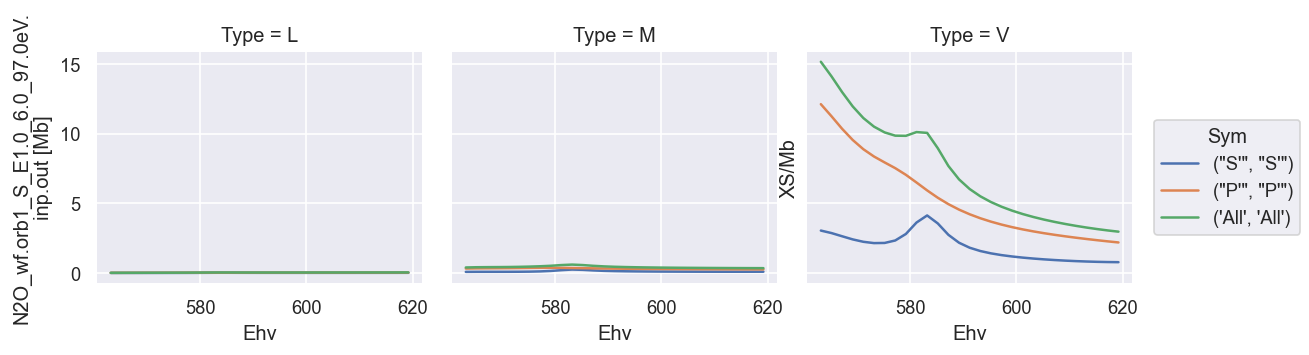 N2O_wf.orb1_S_E1.0_6.0_97.0eV.
inp.out [Mb]
Type = L
15
10
5
0
580
600
620
Ehv
Type = M
580
600
620
Ehv
Type = V
XS/Mb
580
600
620
Ehv
Sym
("S'", "S'")
("P'", "P'")
('All', 'All')